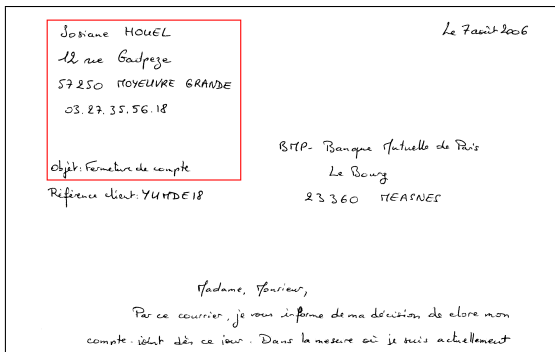 Josiane HOUEL
Le 7 août 2006
12 rue Gadpeze
57250 MOYEUVRE GRANDE
03.27.35.56.18
BMP- Banque Mutuelle de Paris
Objet: Fermeture de compte
Le Bourg
Référence client: YUMDE18
23360 MEASNES
Madame, Monsieur,
Par ce courrier, je vous informe de ma décision de clore mon
compte-joint dès ce jour. Dans la mesure où je suis actuellement